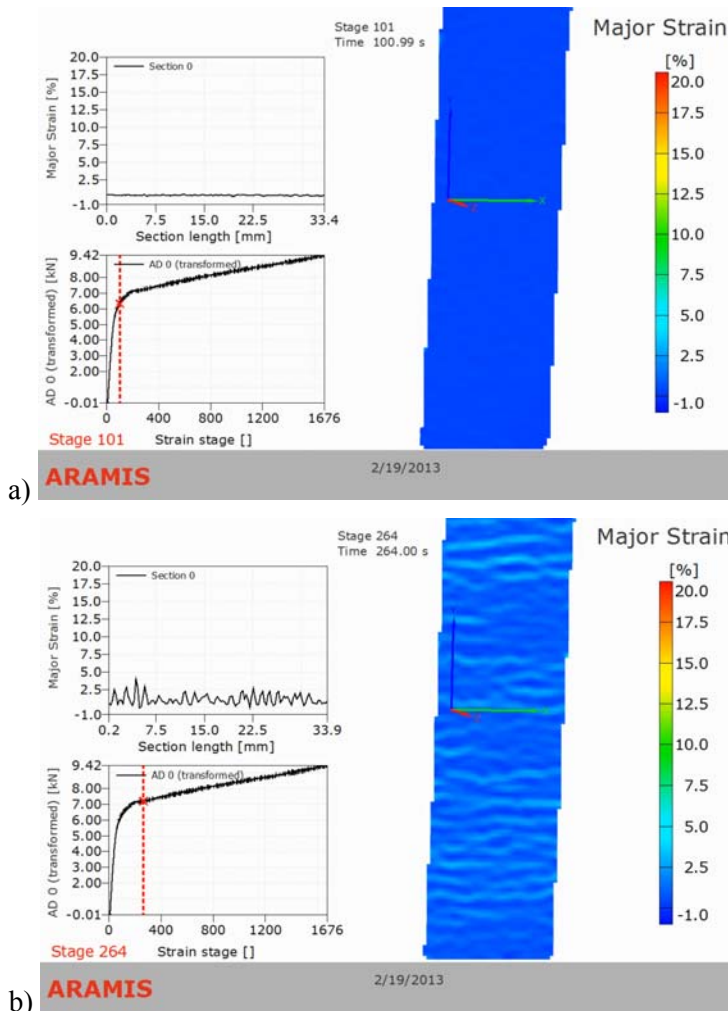 Stage 101
Time 100.99 s
Major Strain
[%]
20.0
17.5
15.0
12.5
10.0
7.5
5.0
2.5
-1.0
Section 0
Major Strain [%]
20.0
17.5
15.0
12.5
10.0
7.5
5.0
2.5
-1.0
0.0 7.5 15.0 22.5 33.4
Section length [mm]
AD 0 (transformed)
AD 0 (transformed) [kN]
9.42
8.00
7.00
6.00
5.00
4.00
3.00
2.00
-0.01
0 400 800 1200 1676
Stage 101 Strain stage []
X
a) ARAMIS
2/19/2013
Stage 264
Time 264.00 s
Major Strain
[%]
20.0
17.5
15.0
12.5
10.0
7.5
5.0
2.5
-1.0
Section 0
Major Strain [%]
20.0
17.5
15.0
12.5
10.0
7.5
5.0
2.5
-1.0
0.2 7.5 15.0 22.5 33.9
Section length [mm]
AD 0 (transformed)
AD 0 (transformed) [kN]
9.42
8.00
7.00
6.00
5.00
4.00
3.00
2.00
-0.01
0 400 800 1200 1676
Stage 264 Strain stage []
b) ARAMIS
2/19/2013